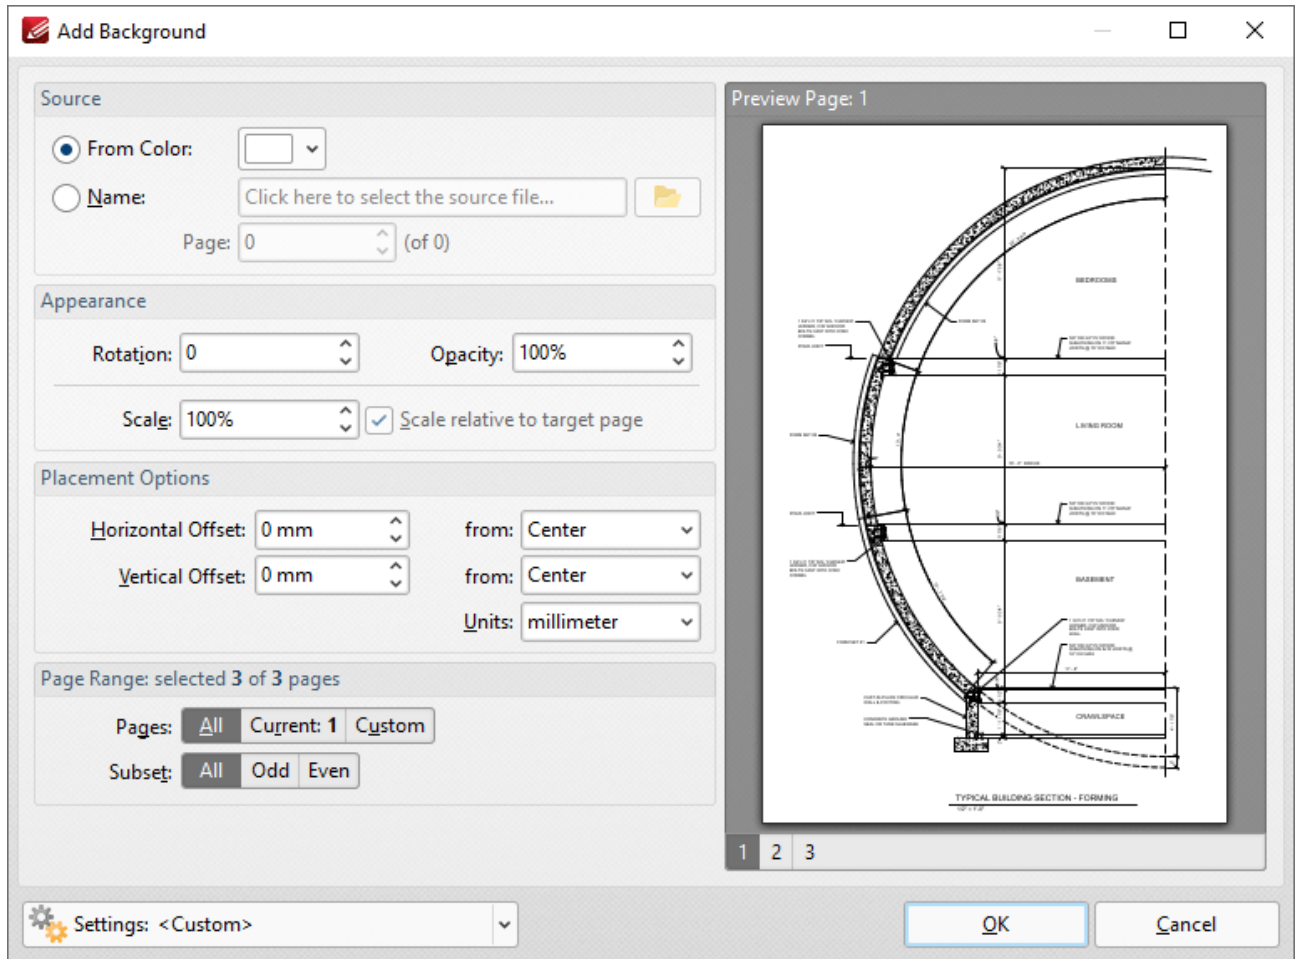 Add Background
Source
From Color:
Name: Click here to select the source file...
Page: 0 (of 0)
Appearance
Rotation: 0 Opacity: 100%
Scale: 100% Scale relative to target page
Placement Options
Horizontal Offset: 0 mm from: Center
Vertical Offset: 0 mm from: Center
Units: millimeter
Page Range: selected 3 of 3 pages
Pages: All Current: 1 Custom
Subset: All Odd Even
Preview Page: 1
BEDROOMS
LIVING ROOM
BASEMENT
CRAWLSPACE
TYPICAL BUILDING SECTION - FORMING
1 2 3
Settings: <Custom>
OK Cancel